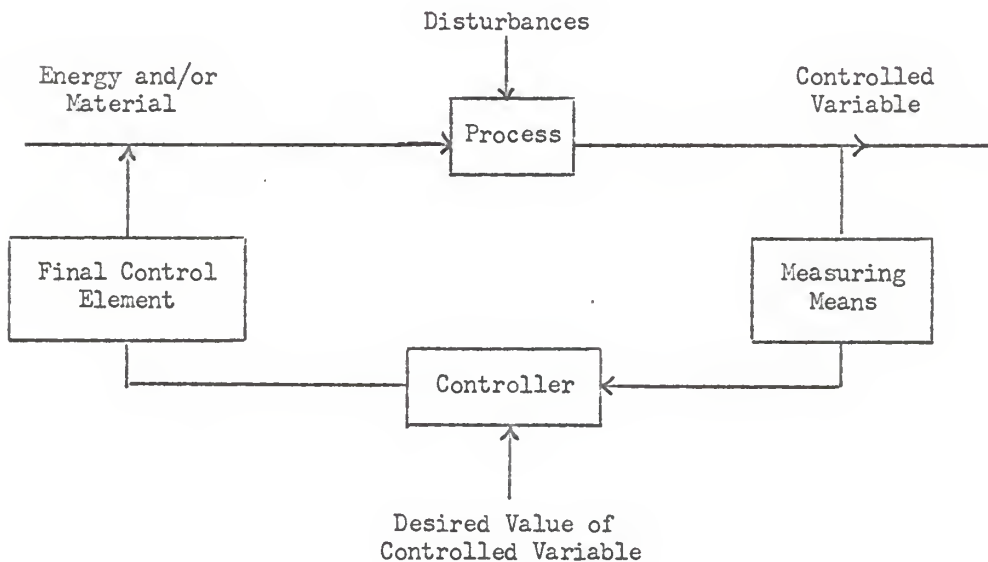 Disturbances
Energy and/or
Material
Controlled
Variable
Process
Final Control
Element
Measuring
Means
Controller
Desired Value of
Controlled Variable